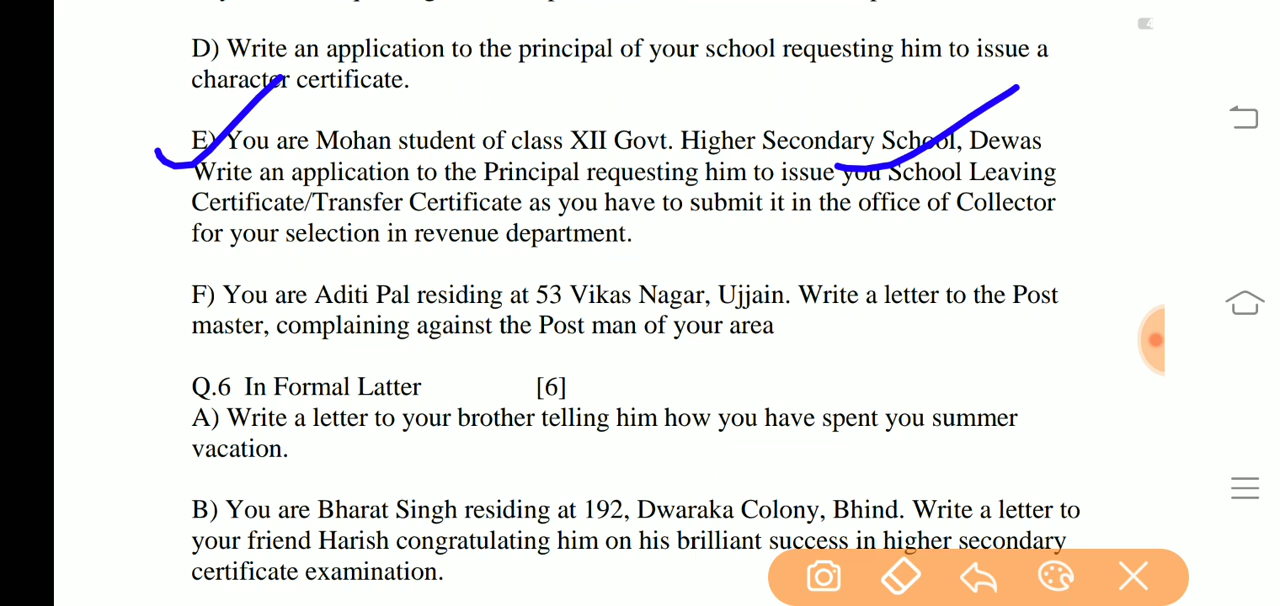 D) Write an application to the principal of your school requesting him to issue a
character certificate.
E) You are Mohan student of class XII Govt. Higher Secondary School, Dewas
Write an application to the Principal requesting him to issue you School Leaving
Certificate/Transfer Certificate as you have to submit it in the office of Collector
for your selection in revenue department.
F) You are Aditi Pal residing at 53 Vikas Nagar, Ujjain. Write a letter to the Post
master, complaining against the Post man of your area
Q.6 In Formal Latter [6]
A) Write a letter to your brother telling him how you have spent you summer
vacation.
B) You are Bharat Singh residing at 192, Dwaraka Colony, Bhind. Write a letter to
your friend Harish congratulating him on his brilliant success in higher secondary
certificate examination.